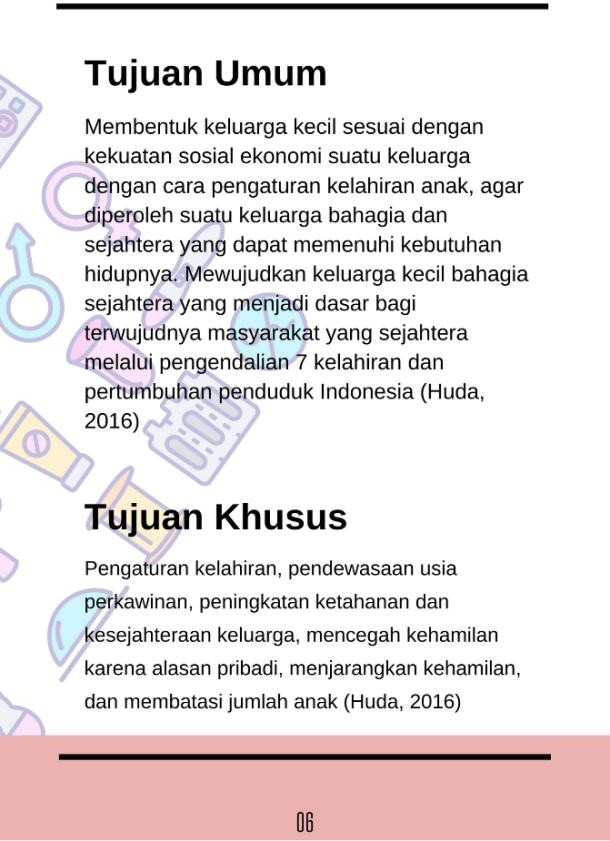 Tujuan Umum
Membentuk keluarga kecil sesuai dengan
kekuatan sosial ekonomi suatu keluarga
dengan cara pengaturan kelahiran anak, agar
diperoleh suatu keluarga bahagia dan
sejahtera yang dapat memenuhi kebutuhan
hidupnya. Mewujudkan keluarga kecil bahagia
sejahtera yang menjadi dasar bagi
terwujudnya masyarakat yang sejahtera
melalui pengendalian 7 kelahiran dan
pertumbuhan penduduk Indonesia (Huda,
2016)
Tujuan Khusus
Pengaturan kelahiran, pendewasaan usia
perkawinan, peningkatan ketahanan dan
kesejahteraan keluarga, mencegah kehamilan
karena alasan pribadi, menjarangkan kehamilan,
dan membatasi jumlah anak (Huda, 2016)
06